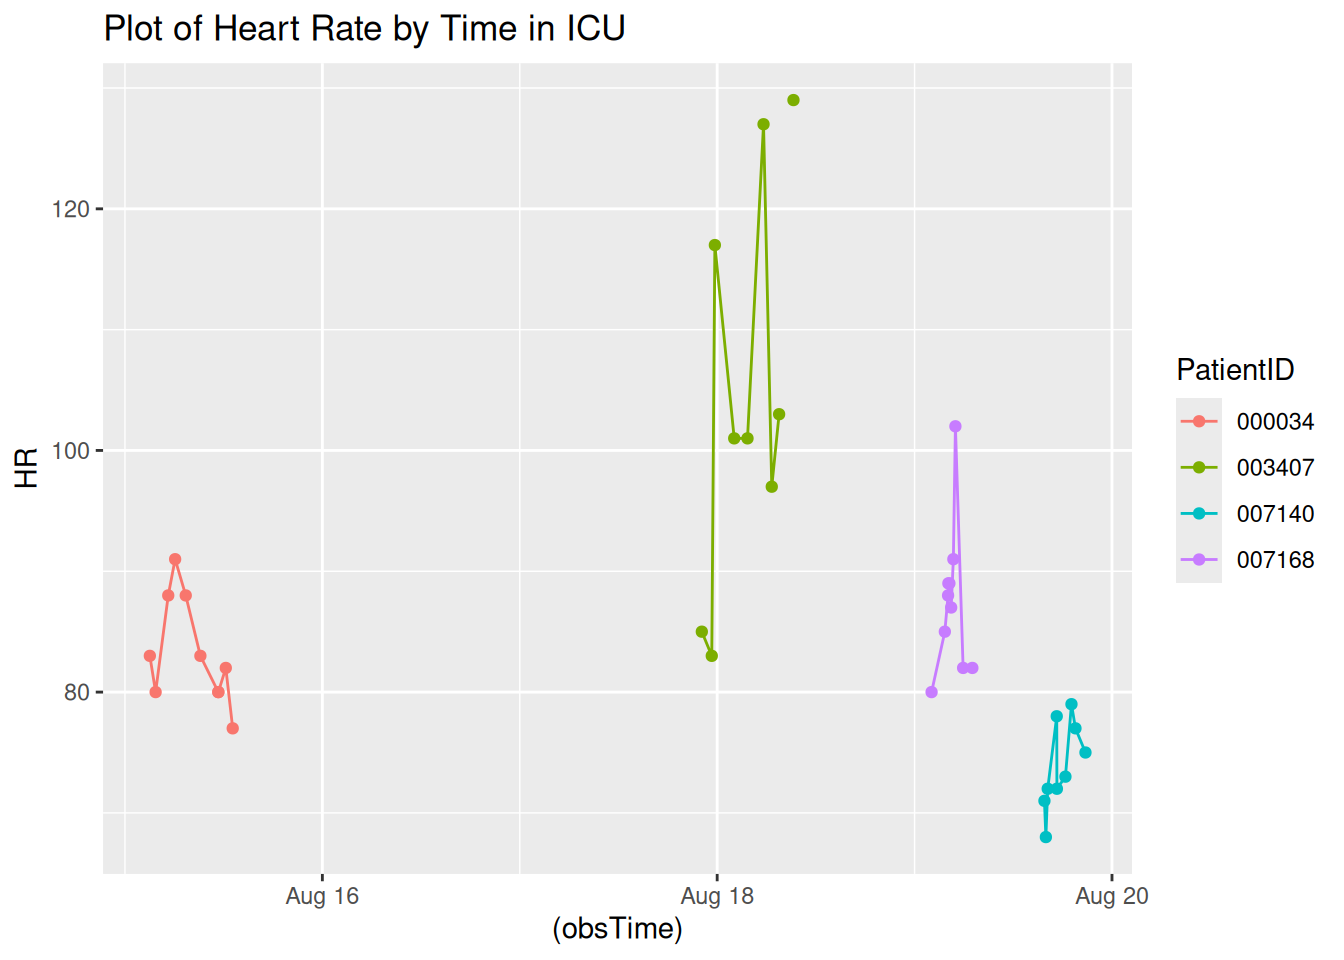 Plot of Heart Rate by Time in ICU
HR
120
100
80
Aug 16
Aug 18
Aug 20
(obsTime)
PatientID
000034
003407
007140
007168